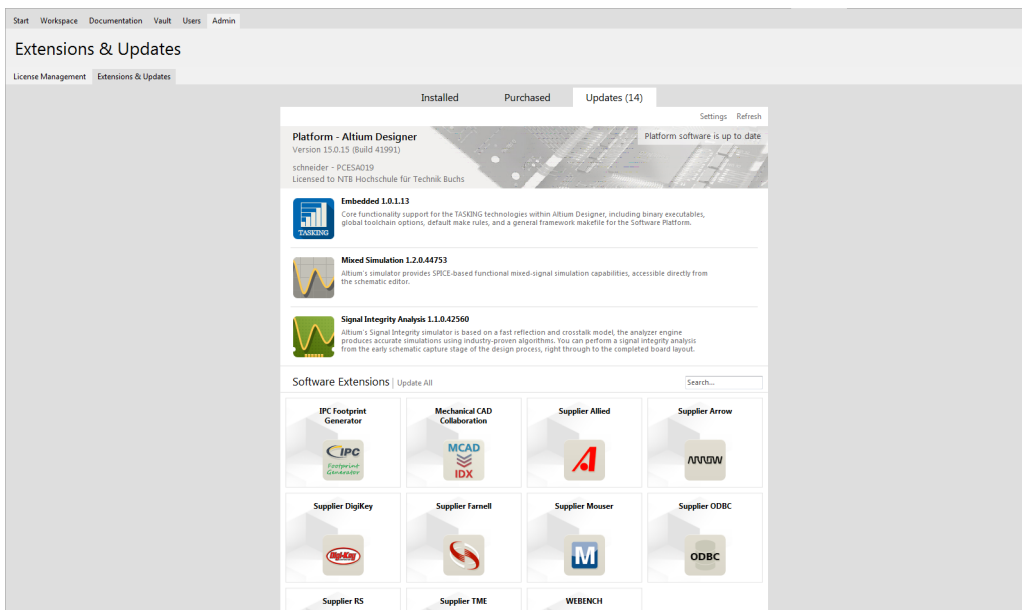 Start Workspace Documentation Vault Users Admin
Extensions & Updates
License Management Extensions & Updates
Installed Purchased Updates (14)
Settings Refresh
Platform - Altium Designer
Platform software is up to date
Version 15.0.15 (Build 41991)
schneider - PCESA019
Licensed to NTB Hochschule für Technik Buchs
Embedded 1.0.1.13
Core functionality support for the TASKING technologies within Altium Designer, including binary executables,
global toolchain options, default make rules, and a general framework makefile for the Software Platform.
TASKING
Mixed Simulation 1.2.0.44753
Altium's simulator provides SPICE-based functional mixed-signal simulation capabilities, accessible directly from
the schematic editor.
Signal Integrity Analysis 1.1.0.42560
Altium's Signal Integrity simulator is based on a fast reflection and crosstalk model, the analyzer engine
produces accurate simulations using industry-proven algorithms. You can perform a signal integrity analysis
from the early schematic capture stage of the design process, right through to the completed board layout.
Software Extensions | Update All
Search...
IPC Footprint
Generator
IPC
Footprint
Generator
Mechanical CAD
Collaboration
MCAD
IDX
Supplier Allied
A
Supplier Arrow
ARROW
Supplier DigiKey
Digi-Key
Supplier Farnell
Supplier Mouser
M
Supplier ODBC
ODBC
Supplier RS
Supplier TME
WEBENCH